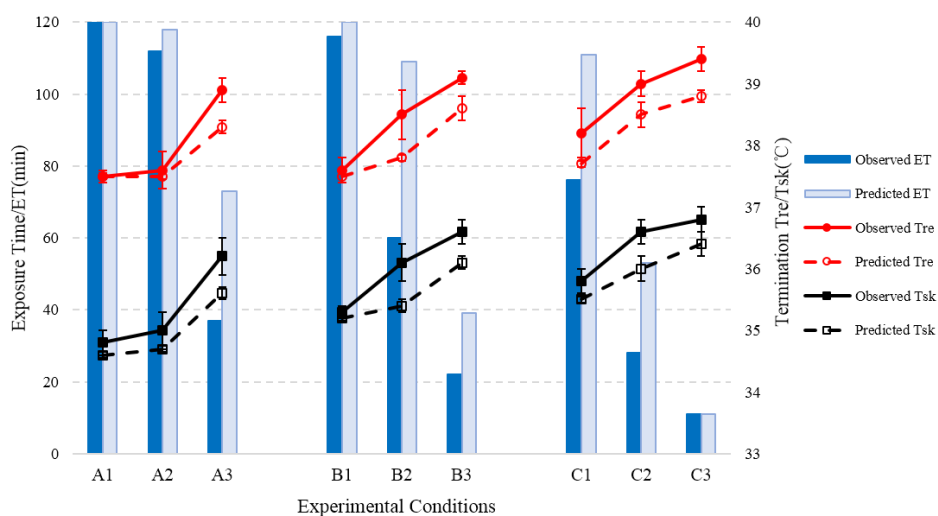 120
100
80
60
40
20
0
Exposure Time/ET(min)
A1 A2 A3 B1 B2 B3 C1 C2 C3
Experimental Conditions
40
39
38
37
36
35
34
33
Termination Tre/Tsk(℃)
Observed ET
Predicted ET
Observed Tre
Predicted Tre
Observed Tsk
Predicted Tsk